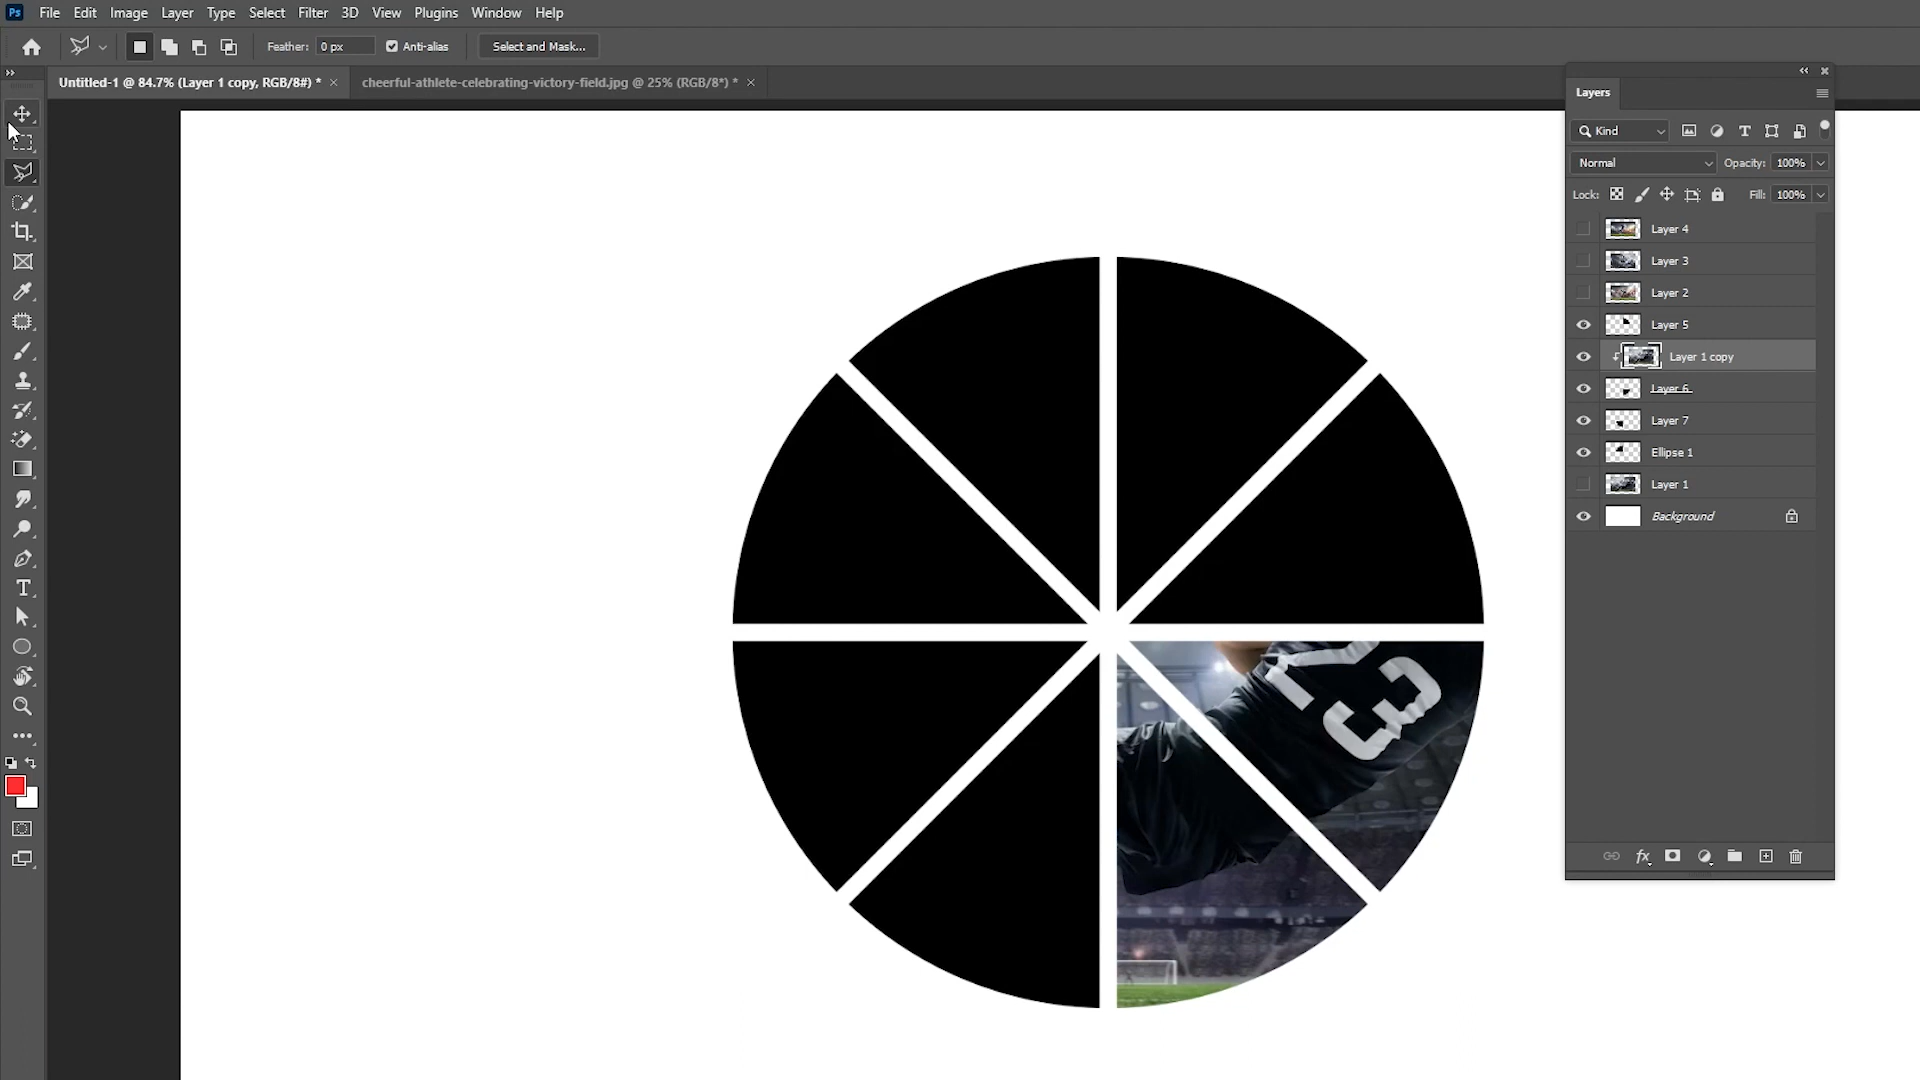 Ps File Edit Image Layer Type Select Filter 3D View Plugins Window Help
Feather: 0 px Anti-alias Select and Mask...
Untitled-1 @ 84.7% (Layer 1 copy, RGB/8#) * × cheerful-athlete-celebrating-victory-field.jpg @ 25% (RGB/8*) * ×
Layers
Kind
Normal Opacity: 100%
Lock: Fill: 100%
Layer 4
Layer 3
Layer 2
Layer 5
Layer 1 copy
Layer 6
Layer 7
Ellipse 1
Layer 1
Background
23